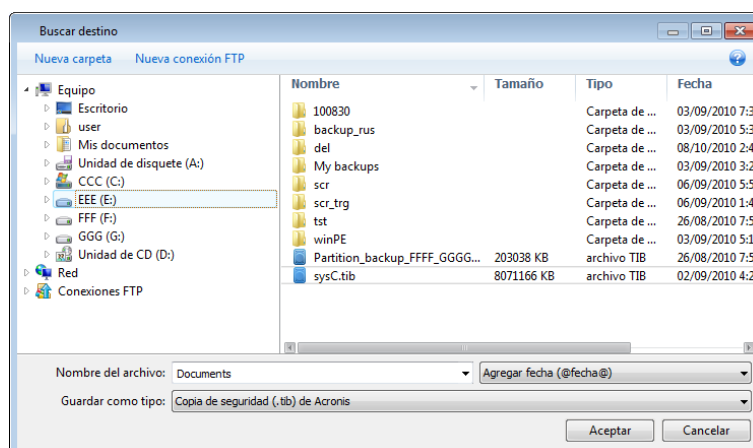 Buscar destino
Nueva carpeta Nueva conexión FTP
Equipo
Escritorio
user
Mis documentos
Unidad de disquete (A:)
CCC (C:)
EEE (E:)
FFF (F:)
GGG (G:)
Unidad de CD (D:)
Red
Conexiones FTP
Nombre Tamaño Tipo Fecha
100830 Carpeta de ... 03/09/2010 7:3
backup_rus Carpeta de ... 03/09/2010 5:3
del Carpeta de ... 08/10/2010 2:4
My backups Carpeta de ... 03/09/2010 3:2
scr Carpeta de ... 06/09/2010 5:5
scr_trg Carpeta de ... 06/09/2010 1:4
tst Carpeta de ... 26/08/2010 7:5
winPE Carpeta de ... 03/09/2010 5:1
Partition_backup_FFFF_GGGG... 203038 KB archivo TIB 26/08/2010 7:5
sysC.tib 8071166 KB archivo TIB 02/09/2010 4:2
Nombre del archivo: Documents Agregar fecha (@fecha@)
Guardar como tipo: Copia de seguridad (.tib) de Acronis
Aceptar Cancelar